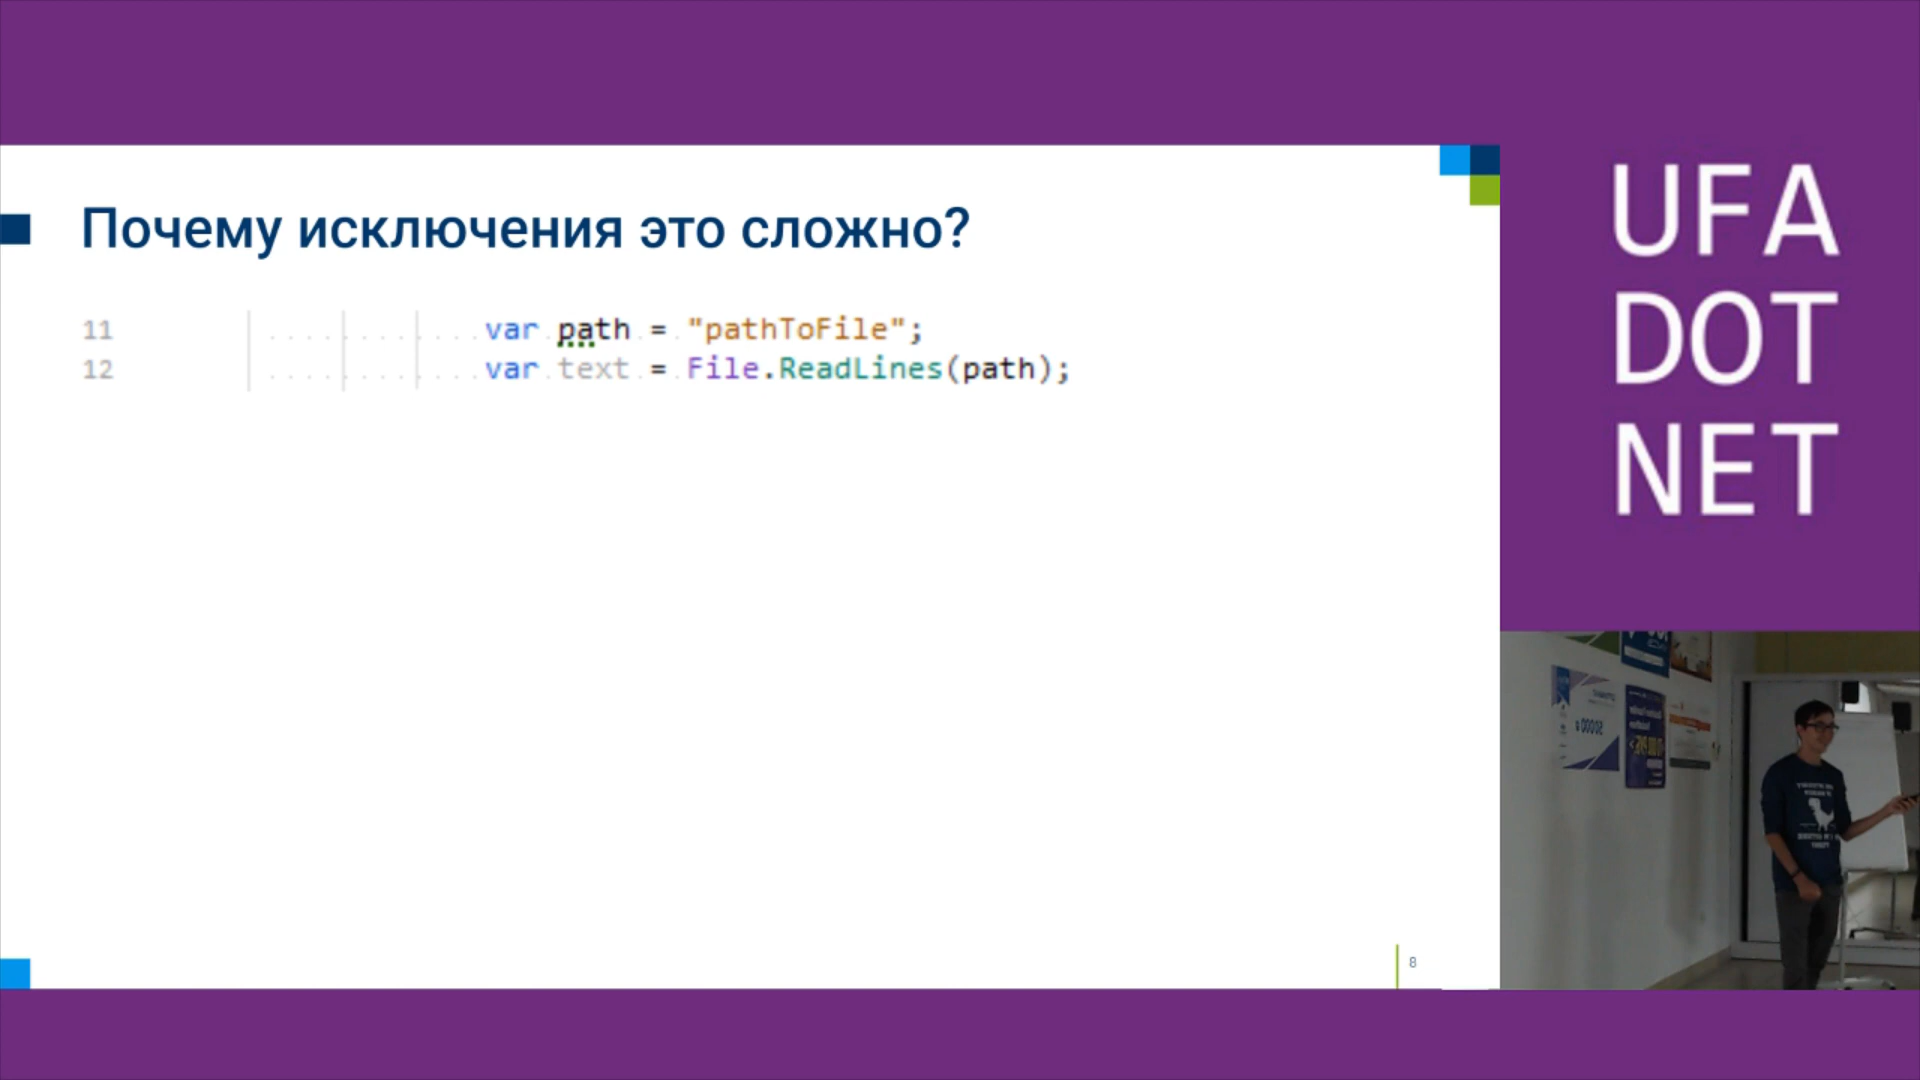 Почему исключения это сложно?
11 var path = "pathToFile";
12 var text = File.ReadLines(path);
8
UFA
DOT
NET